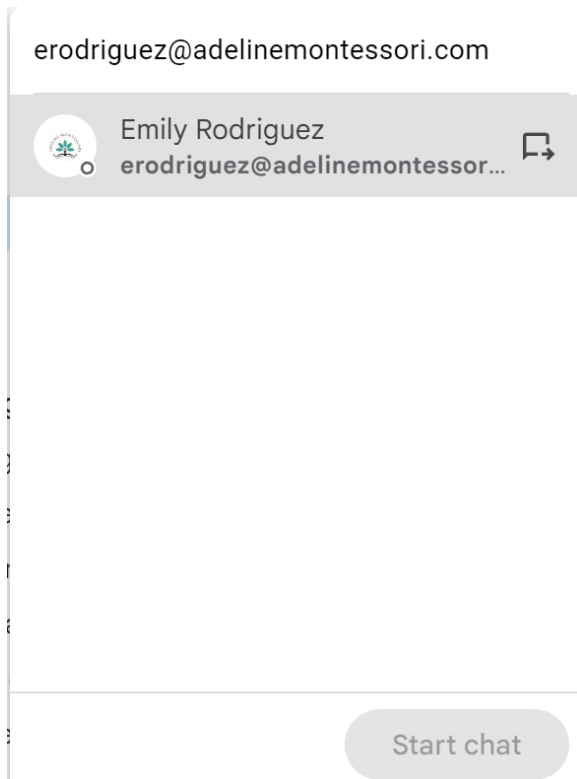 erodriguez@adelinemontessori.com
Emily Rodriguez
erodriguez@adelinemontessor...
Start chat